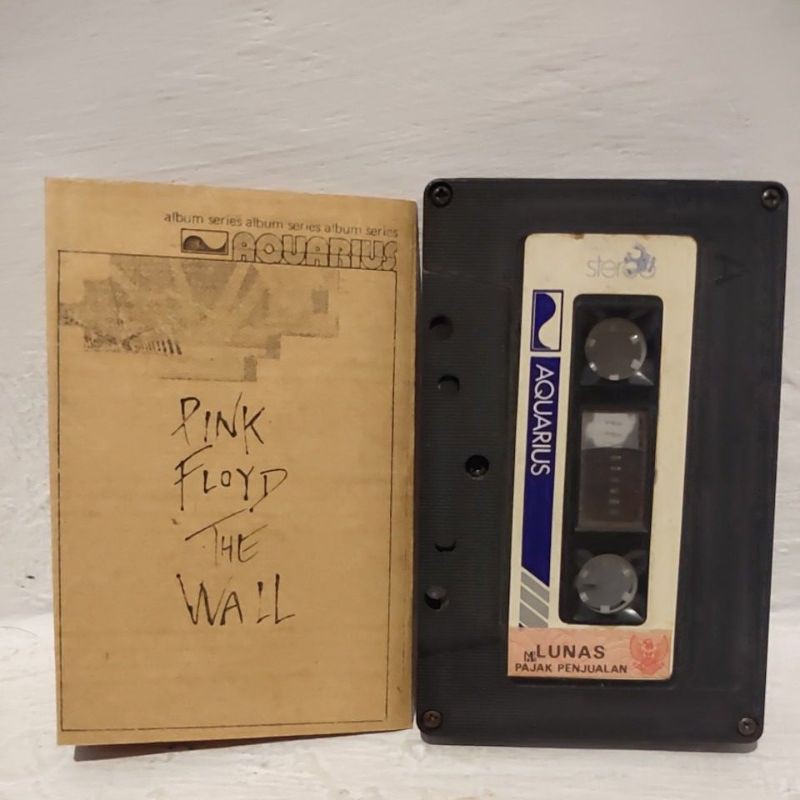 album series album series album series
AQUARIUS
PINK
FLOYD
THE
WALL
stereo
A
AQUARIUS
LUNAS
PAJAK PENJUALAN